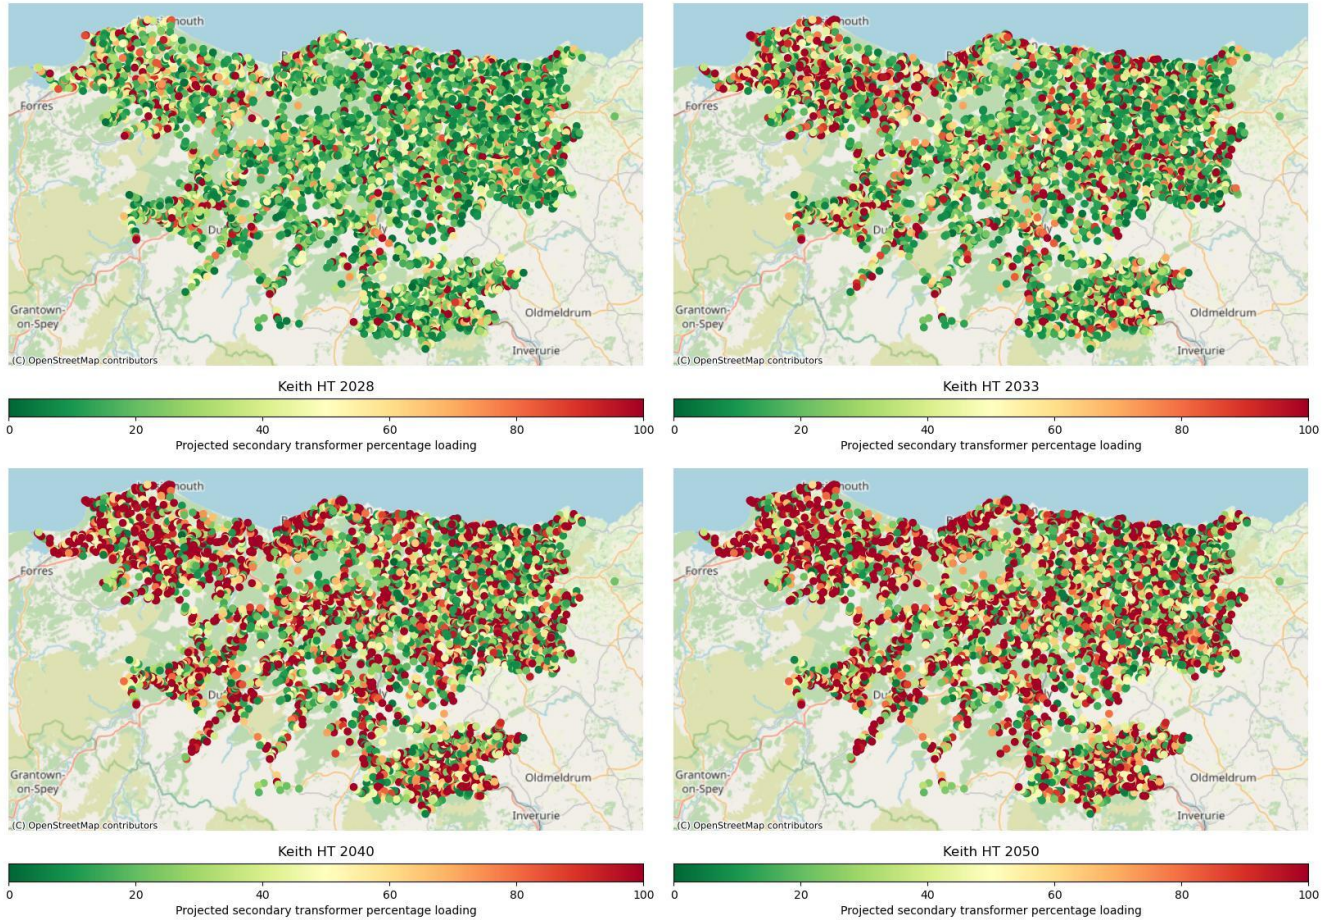 mouth
Forres
Grantown-
on-Spey
Oldmeldrum
Inverurie
(C) OpenStreetMap contributors
Keith HT 2028
0 20 40 60 80 100
Projected secondary transformer percentage loading
mouth
Forres
Grantown-
on-Spey
Oldmeldrum
Inverurie
(C) OpenStreetMap contributors
Keith HT 2033
0 20 40 60 80 100
Projected secondary transformer percentage loading
mouth
Forres
Grantown-
on-Spey
Oldmeldrum
Inverurie
(C) OpenStreetMap contributors
Keith HT 2040
0 20 40 60 80 100
Projected secondary transformer percentage loading
mouth
Forres
Grantown-
on-Spey
Oldmeldrum
Inverurie
(C) OpenStreetMap contributors
Keith HT 2050
0 20 40 60 80 100
Projected secondary transformer percentage loading